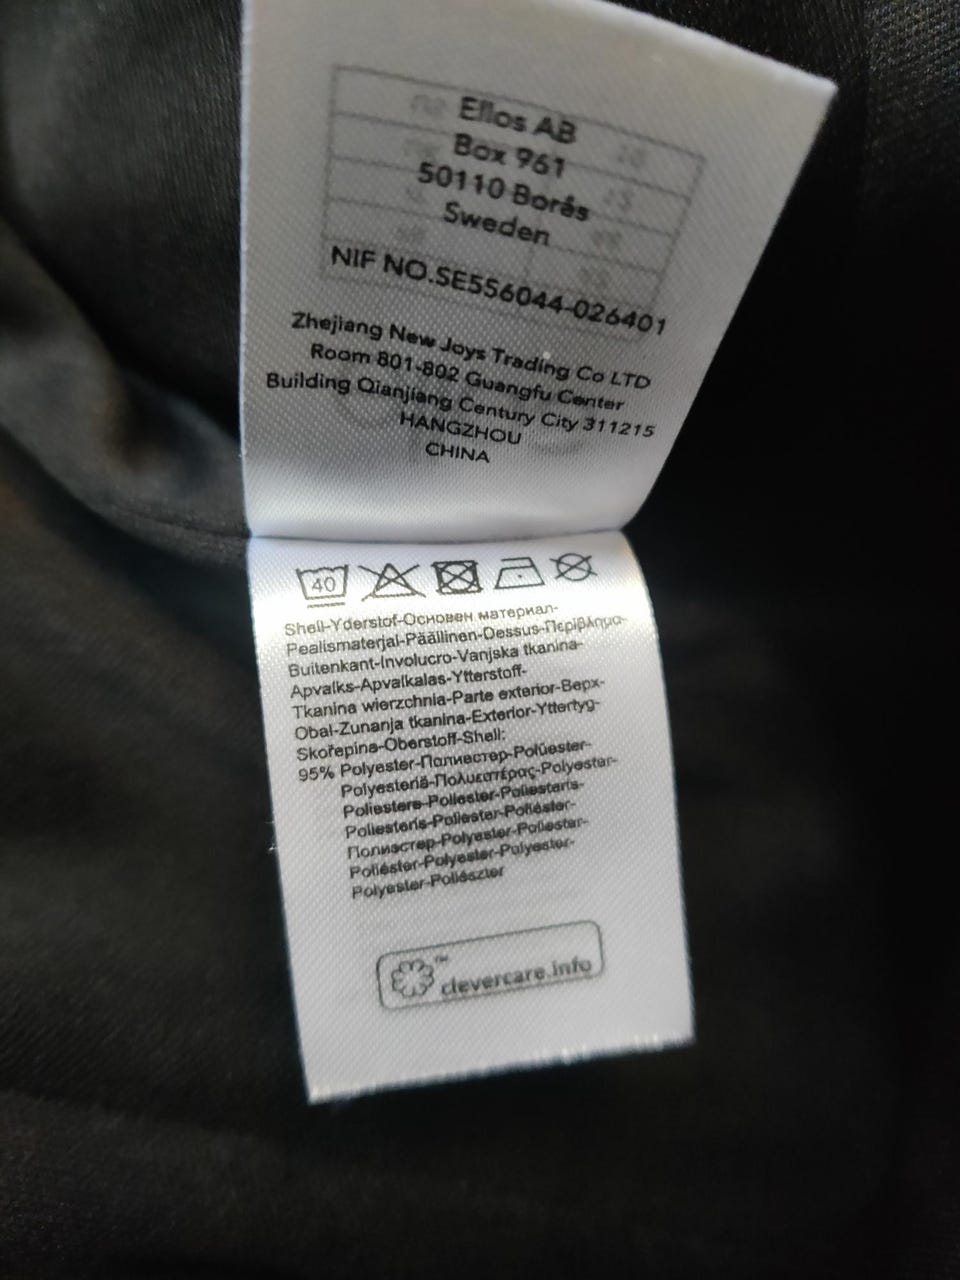 Ellos AB
Box 961
50110 Borås
Sweden
NIF NO.SE556044-026401
Zhejiang New Joys Trading Co LTD
Room 801-802 Guangfu Center
Building Qianjiang Century City 311215
HANGZHOU
CHINA
40
Shell-Yderstof-Основен материал-
Pealismaterjal-Päällinen-Dessus-Περίβλημα-
Buitenkant-Involucro-Vanjska tkanina-
Apvalks-Apvalkalas-Ytterstoff-
Tkanina wierzchnia-Parte exterior-Верх-
Obal-Zunanja tkanina-Exterior-Yttertyg-
Skořepina-Oberstoff-Shell:
95% Polyester-Полиестер-Polüester-
Polyesteriä-Πολυεστέρας-Polyester-
Poliestere-Poliester-Poliesteris-
Poliesteris-Poliester-Poliéster-
Полиэстер-Polyester-Poliester-
Poliéster-Polyester-Polyester-
Polyester-Poliészter
clevercare.info